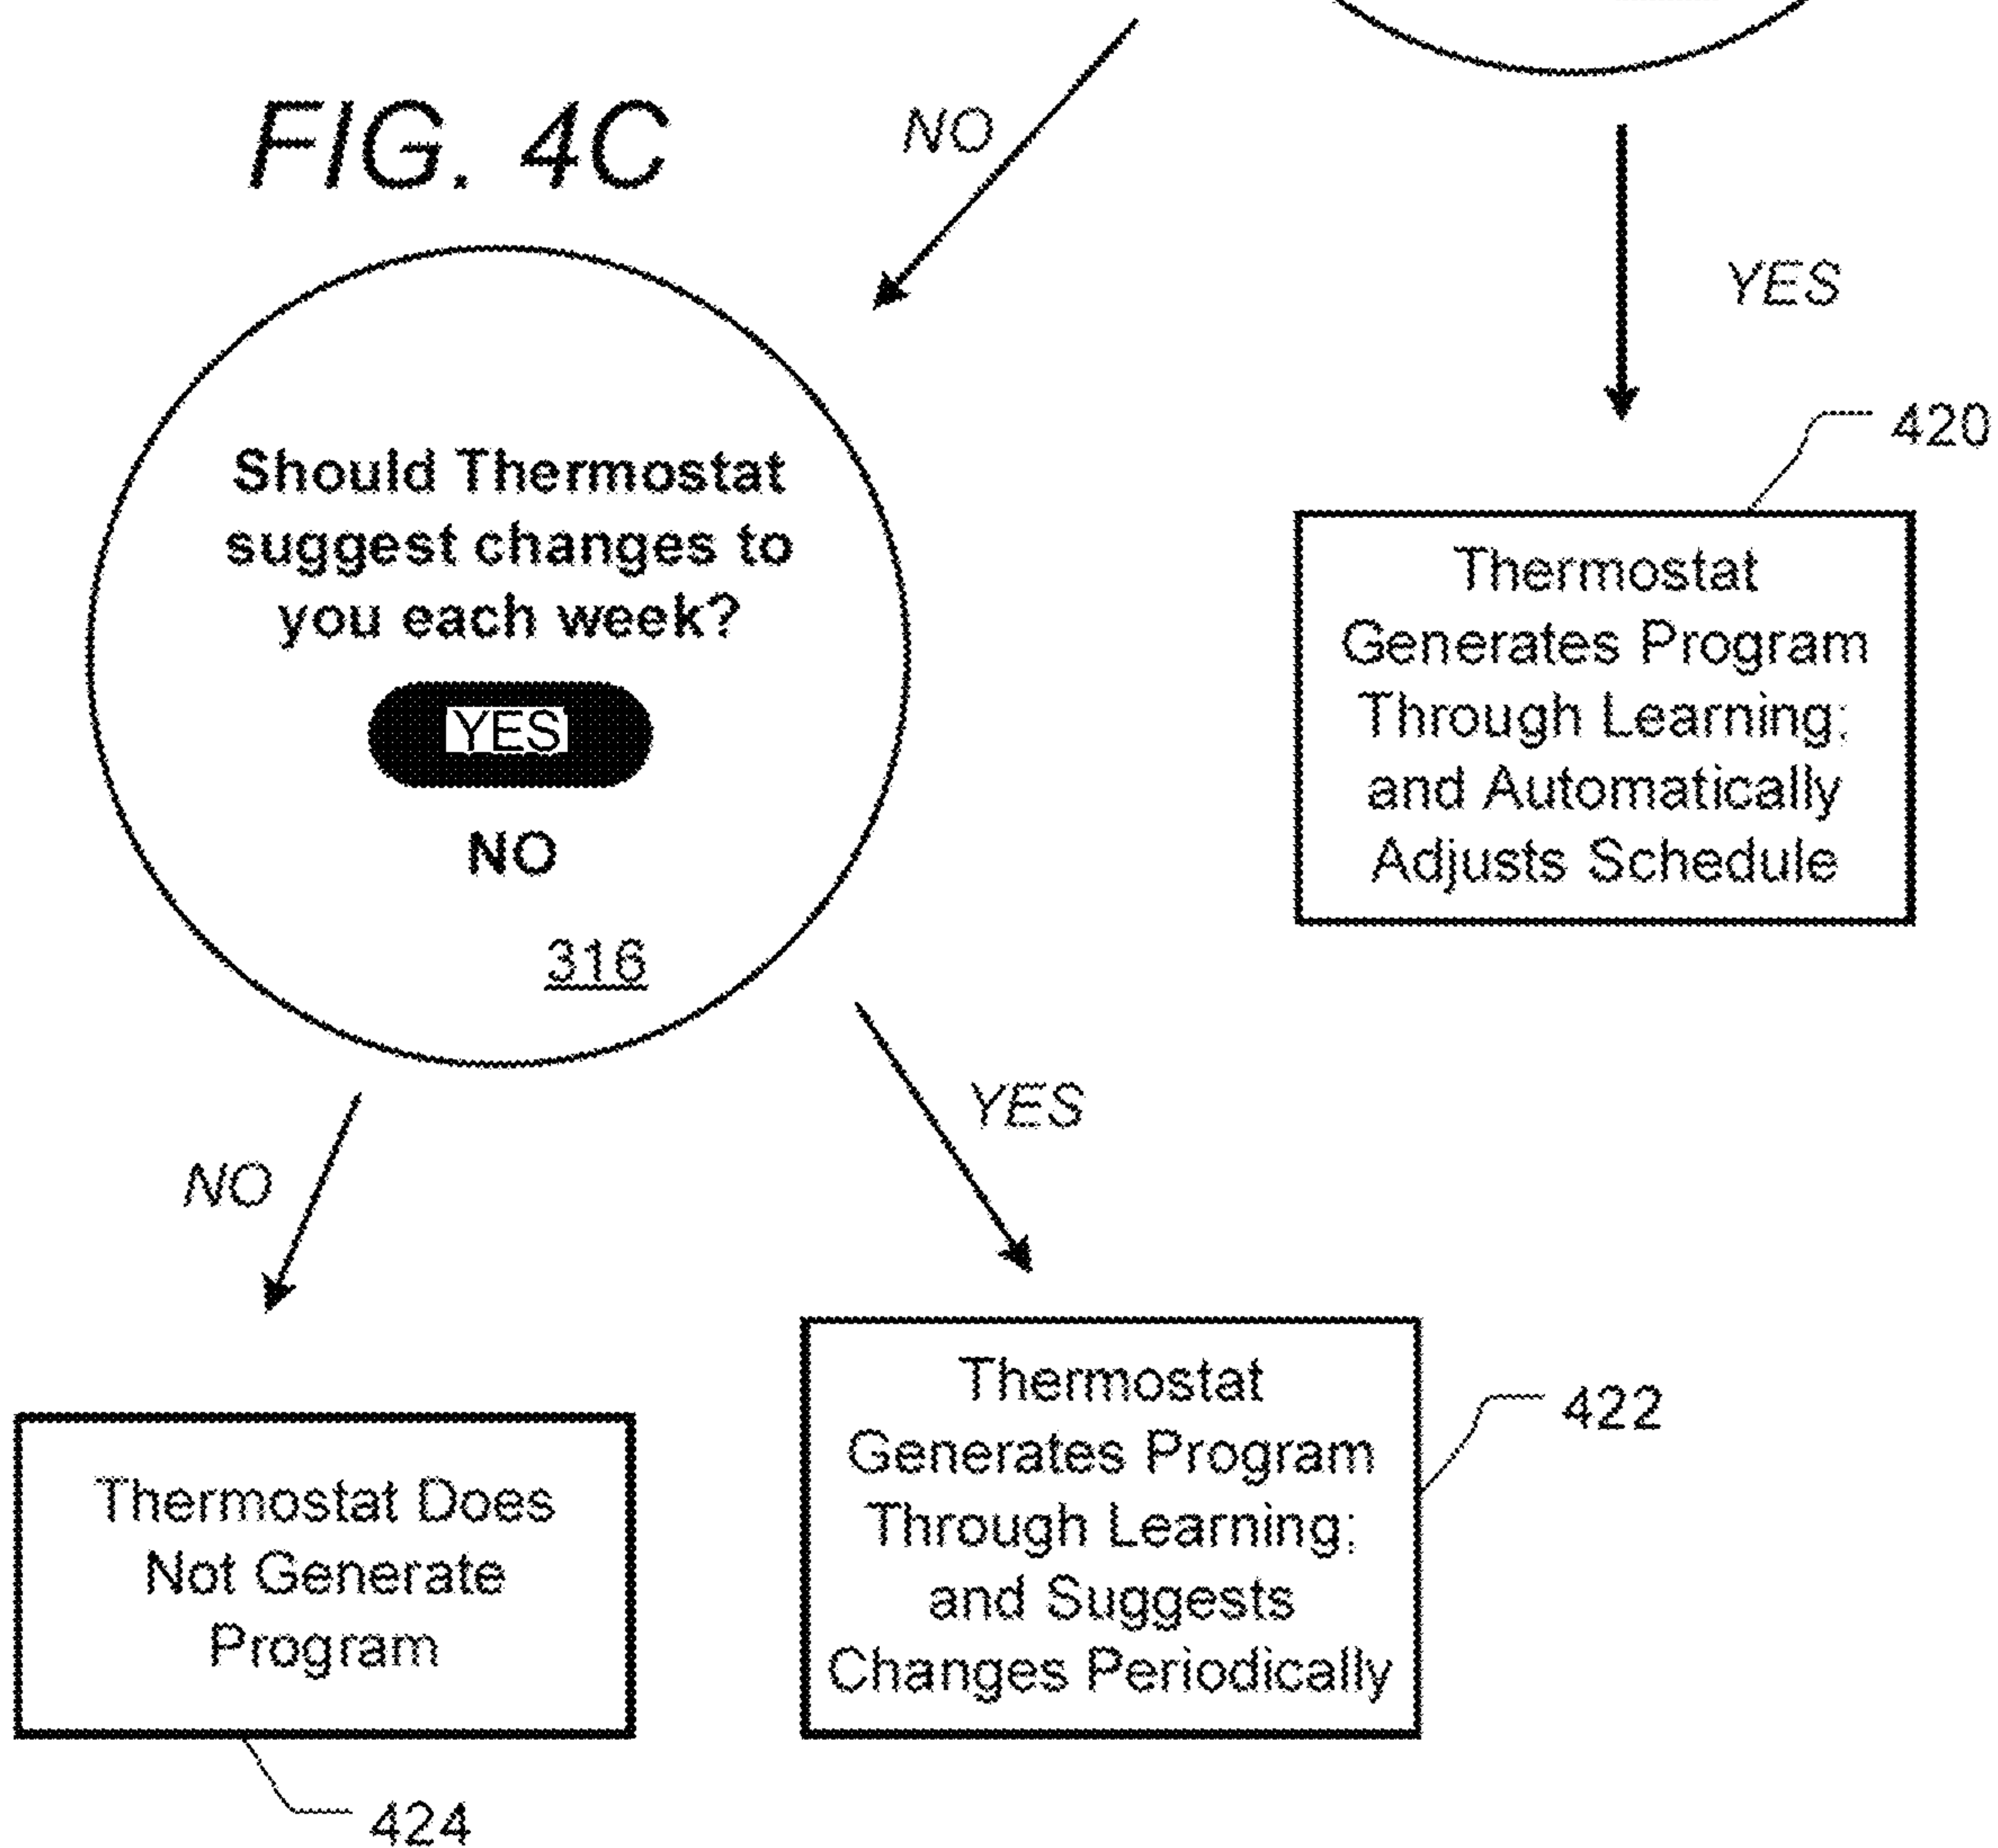 FIG. 4C
NO
YES
420
Should Thermostat
suggest changes to
you each week?
YES
NO
316
Thermostat
Generates Program
Through Learning;
and Automatically
Adjusts Schedule
NO
YES
Thermostat Does
Not Generate
Program
424
Thermostat
Generates Program
Through Learning;
and Suggests
Changes Periodically
422